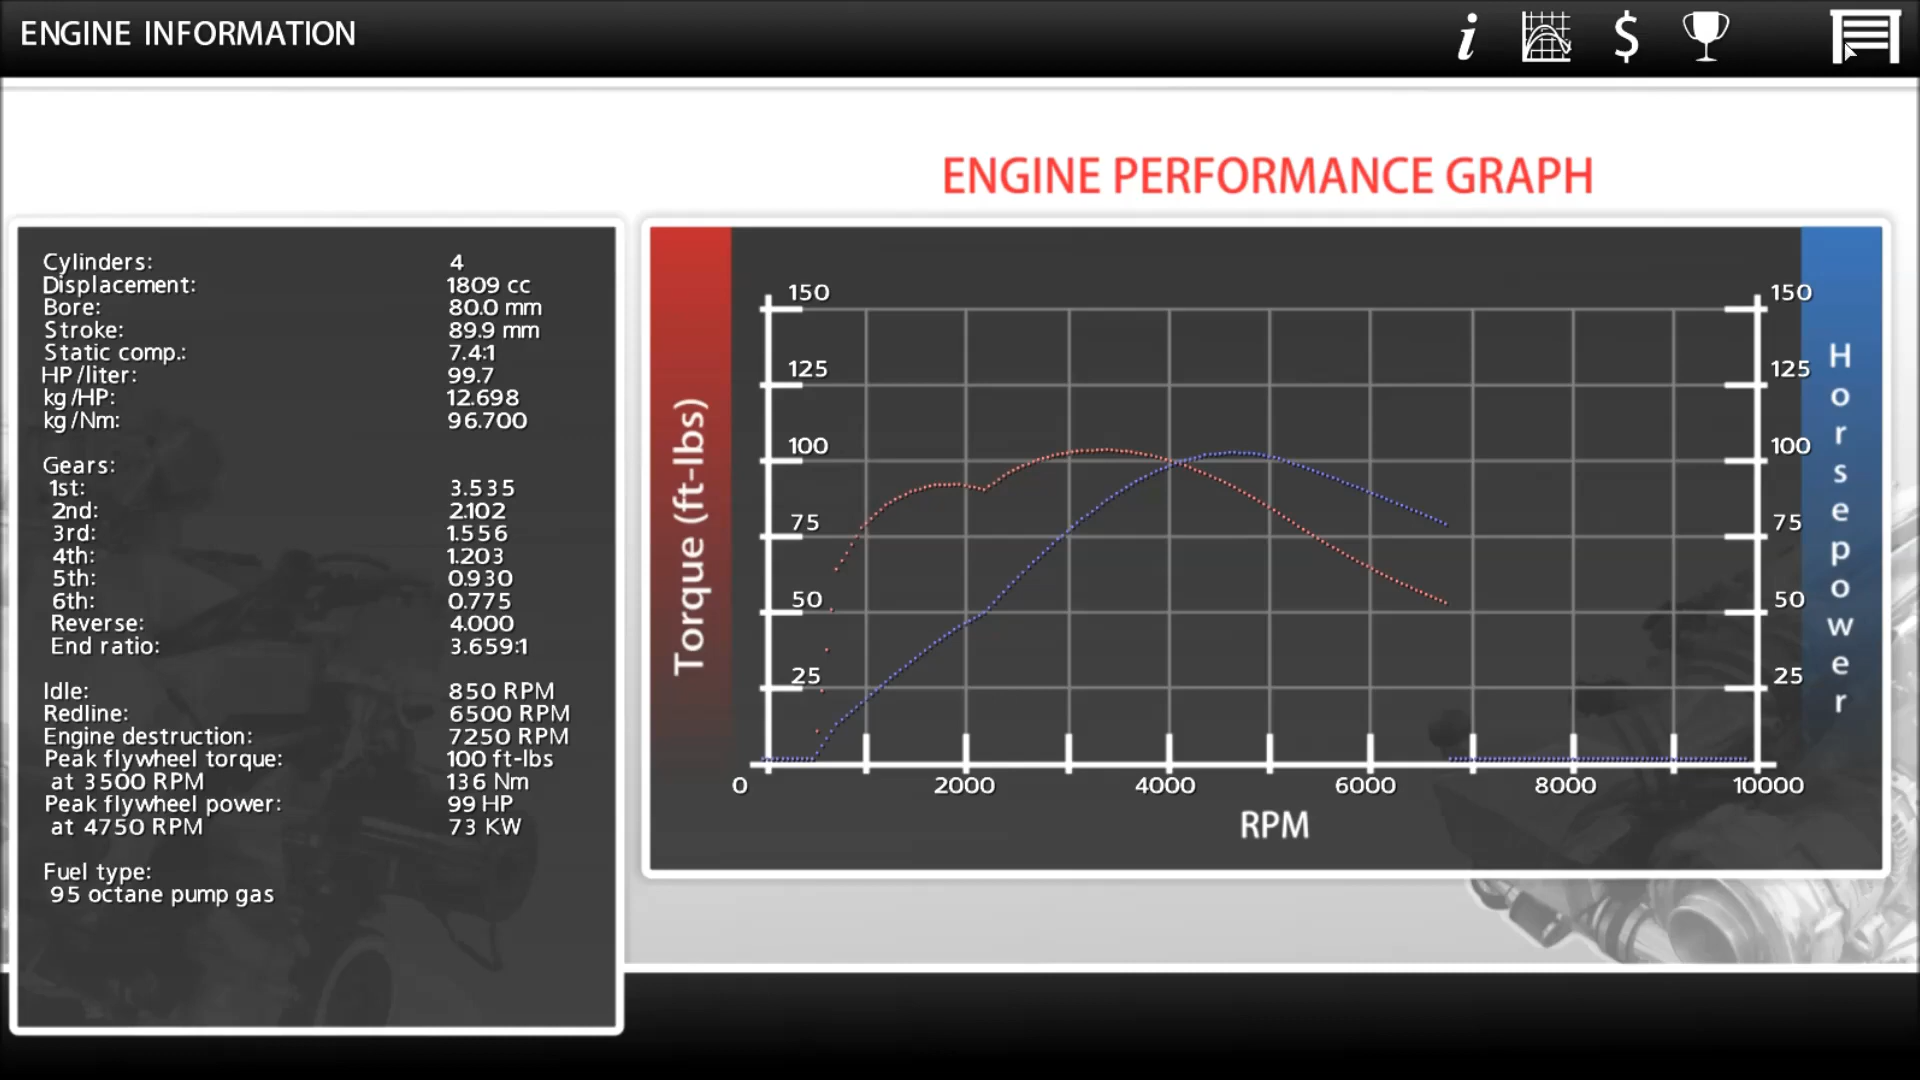 ENGINE INFORMATION
i $
ENGINE PERFORMANCE GRAPH
Cylinders: 4
Displacement: 1809 cc
Bore: 80.0 mm
Stroke: 89.9 mm
Static comp.: 7.4:1
HP/liter: 99.7
kg/HP: 12.698
kg/Nm: 96.700
Gears:
1st: 3.535
2nd: 2.102
3rd: 1.556
4th: 1.203
5th: 0.930
6th: 0.775
Reverse: 4.000
End ratio: 3.659:1
Idle: 850 RPM
Redline: 6500 RPM
Engine destruction: 7250 RPM
Peak flywheel torque: 100 ft-lbs
at 3500 RPM 136 Nm
Peak flywheel power: 99 HP
at 4750 RPM 73 KW
Fuel type:
95 octane pump gas
Torque (ft-lbs)
150
125
100
75
50
25
0 2000 4000 6000 8000 10000
RPM
150
125
100
75
50
25
Horsepower